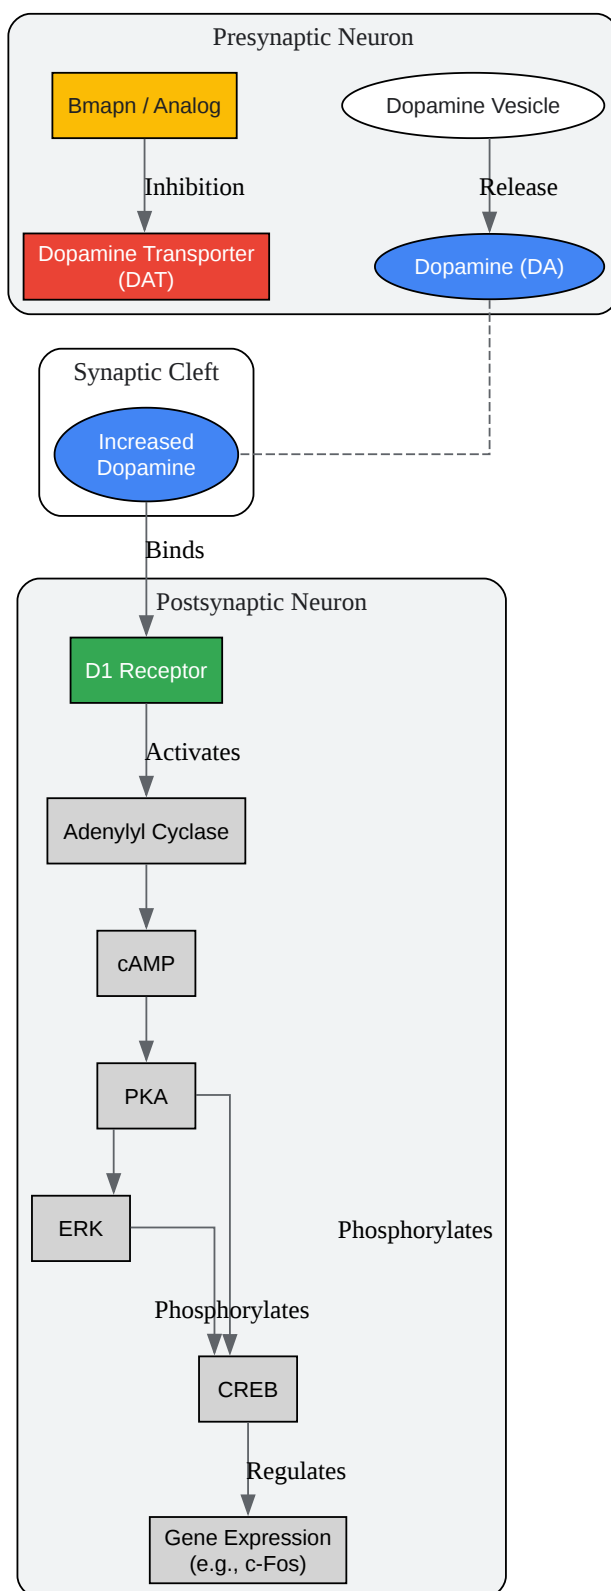 Presynaptic Neuron
Bmapn / Analog
Dopamine Vesicle
Inhibition
Release
Dopamine Transporter
(DAT)
Dopamine (DA)
Synaptic Cleft
Increased
Dopamine
Binds
Postsynaptic Neuron
D1 Receptor
Activates
Adenylyl Cyclase
cAMP
PKA
ERK
Phosphorylates
Phosphorylates
CREB
Regulates
Gene Expression
(e.g., c-Fos)